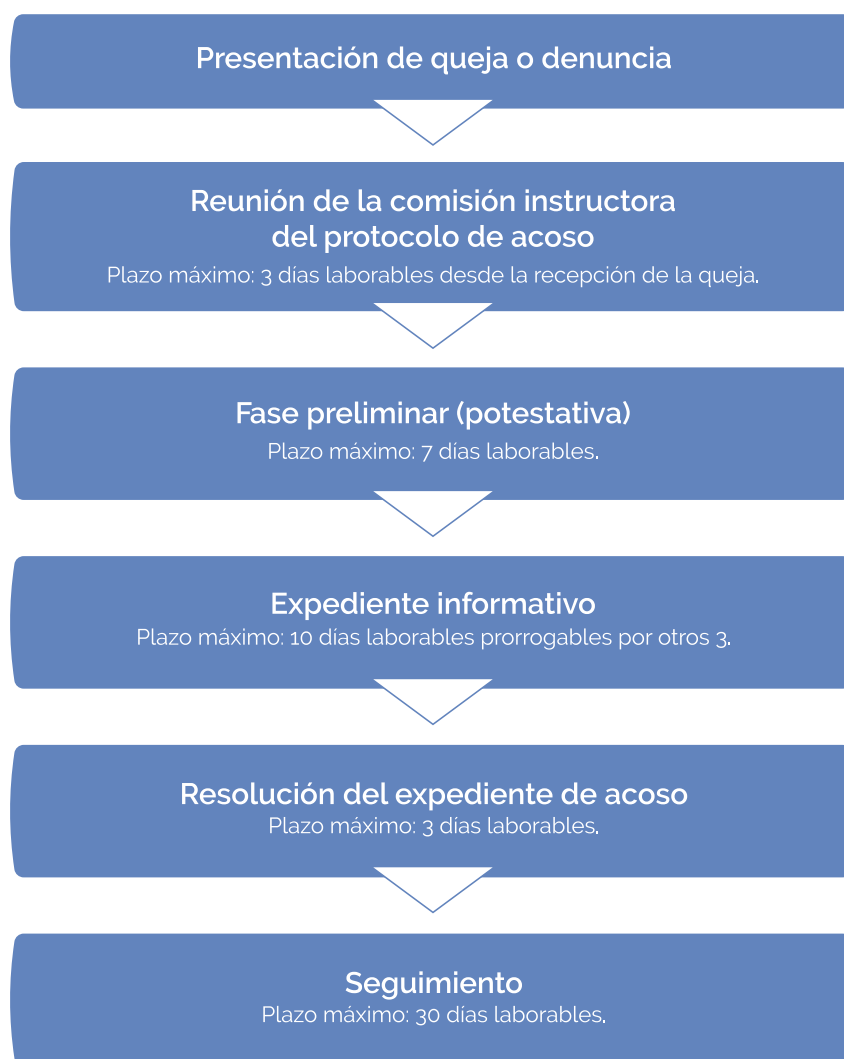 Presentación de queja o denuncia
Reunión de la comisión instructora
del protocolo de acoso
Plazo máximo: 3 días laborables desde la recepción de la queja.
Fase preliminar (potestativa)
Plazo máximo: 7 días laborables.
Expediente informativo
Plazo máximo: 10 días laborables prorrogables por otros 3.
Resolución del expediente de acoso
Plazo máximo: 3 días laborables.
Seguimiento
Plazo máximo: 30 días laborables.